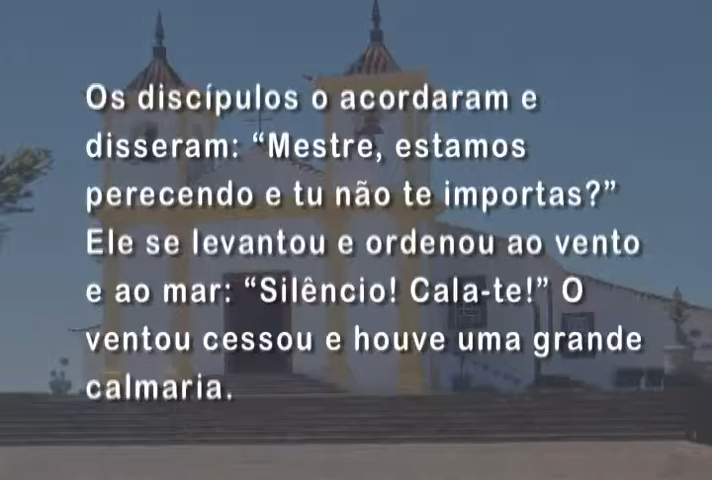 Os discípulos o acordaram e
disseram: “Mestre, estamos
perecendo e tu não te importas?”
Ele se levantou e ordenou ao vento
e ao mar: “Silêncio! Cala-te!” O
ventou cessou e houve uma grande
calmaria.